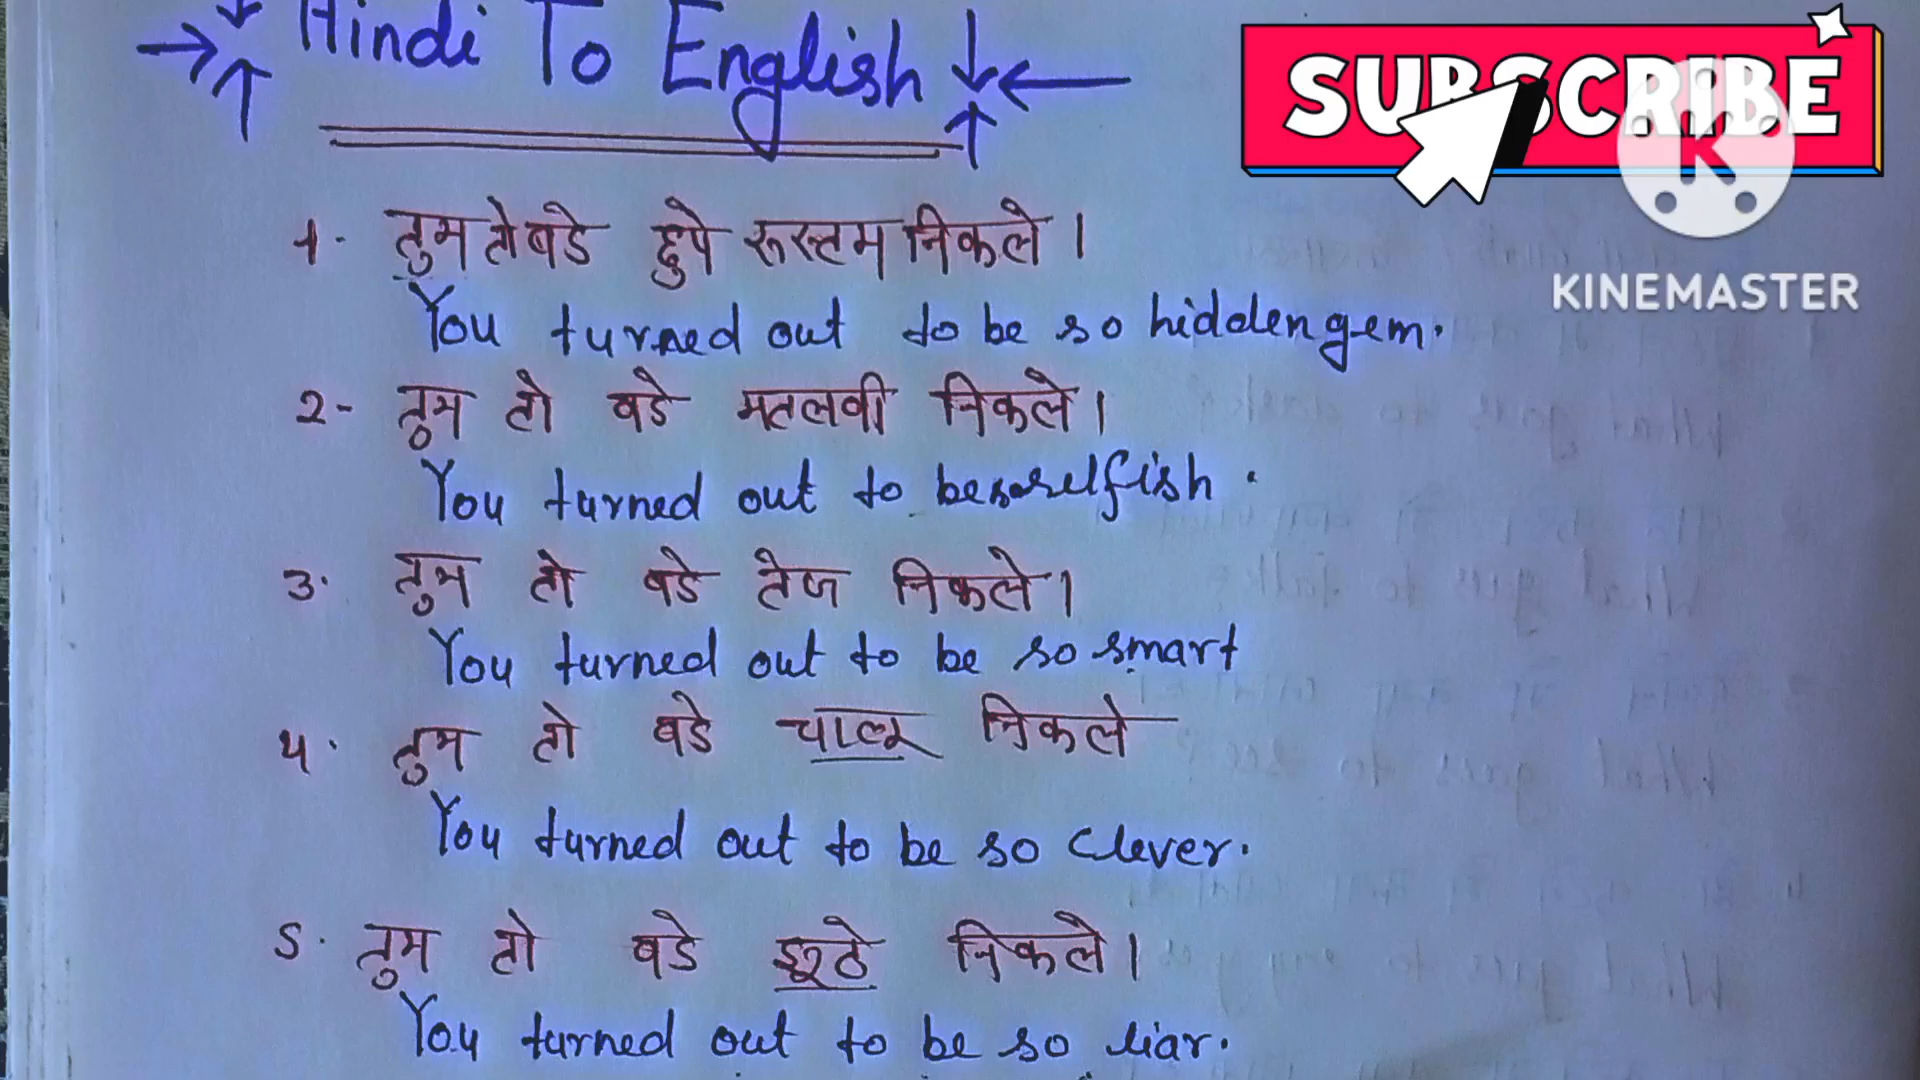 Hindi To English
SUBSCRIBE
KINEMASTER
1- तुम तो बडे छुपे रूस्तम निकले।
You turned out to be so hidden gem.
2- तुम तो बडे मतलबी निकले।
You turned out to be so selfish.
3. तुम तो बडे तेज निकले।
You turned out to be so smart
4. तुम तो बडे चालू निकले
You turned out to be so clever.
5. तुम तो बडे झूठे निकले।
You turned out to be so liar.